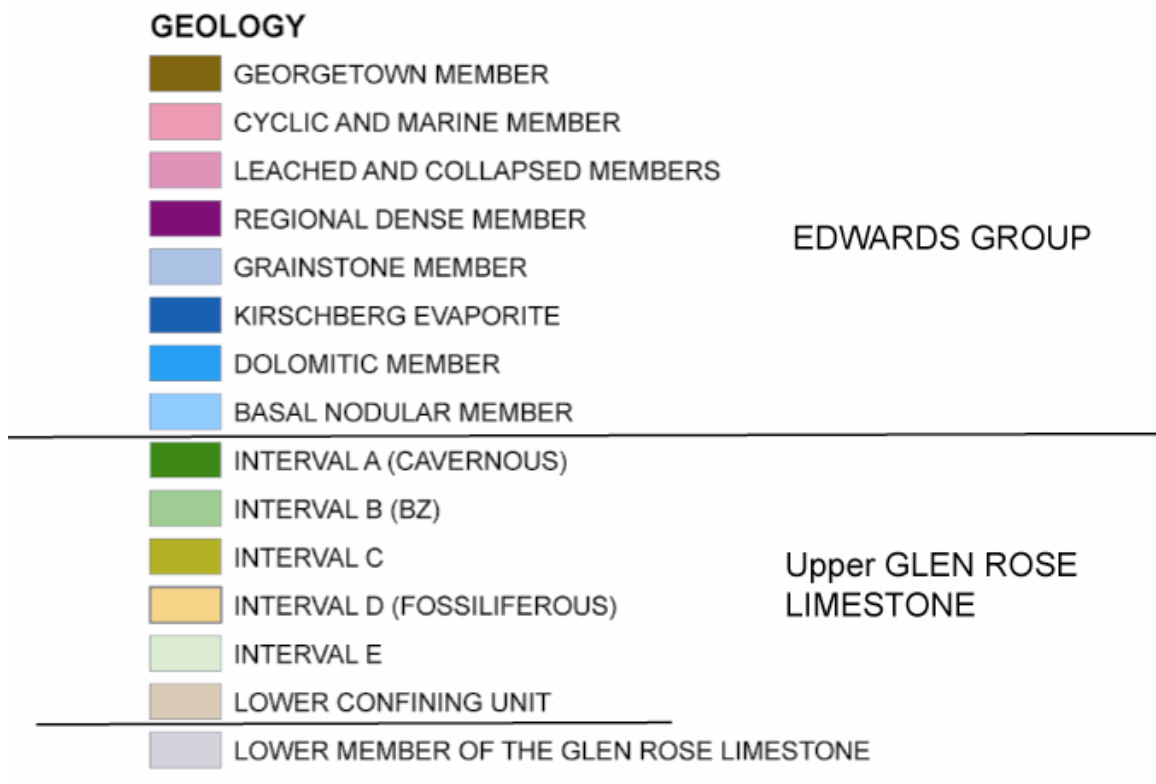 GEOLOGY
GEORGETOWN MEMBER
CYCLIC AND MARINE MEMBER
LEACHED AND COLLAPSED MEMBERS
REGIONAL DENSE MEMBER
GRAINSTONE MEMBER
KIRSCHBERG EVAPORITE
DOLOMITIC MEMBER
BASAL NODULAR MEMBER
EDWARDS GROUP
INTERVAL A (CAVERNOUS)
INTERVAL B (BZ)
INTERVAL C
INTERVAL D (FOSSILIFEROUS)
INTERVAL E
LOWER CONFINING UNIT
Upper GLEN ROSE
LIMESTONE
LOWER MEMBER OF THE GLEN ROSE LIMESTONE